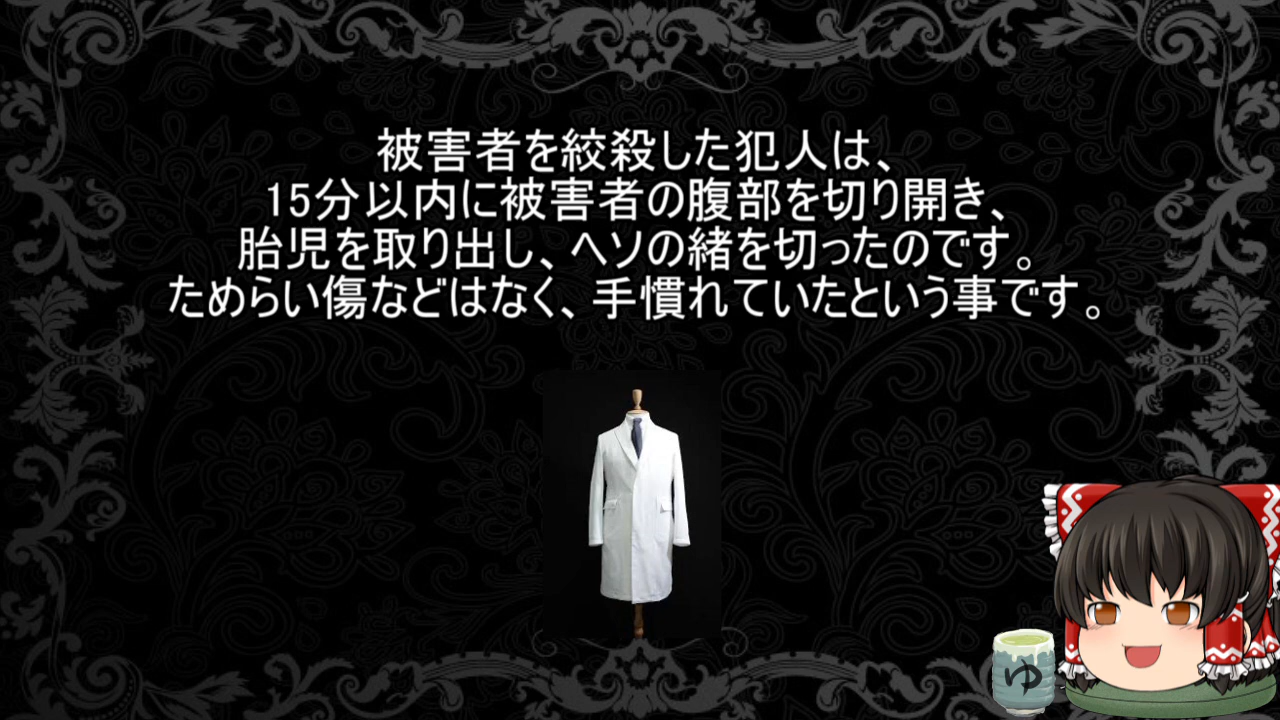 被害者を絞殺した犯人は、
15分以内に被害者の腹部を切り開き、
胎児を取り出し、ヘソの緒を切ったのです。
ためらい傷などはなく、手慣れていたという事です。
ゆ